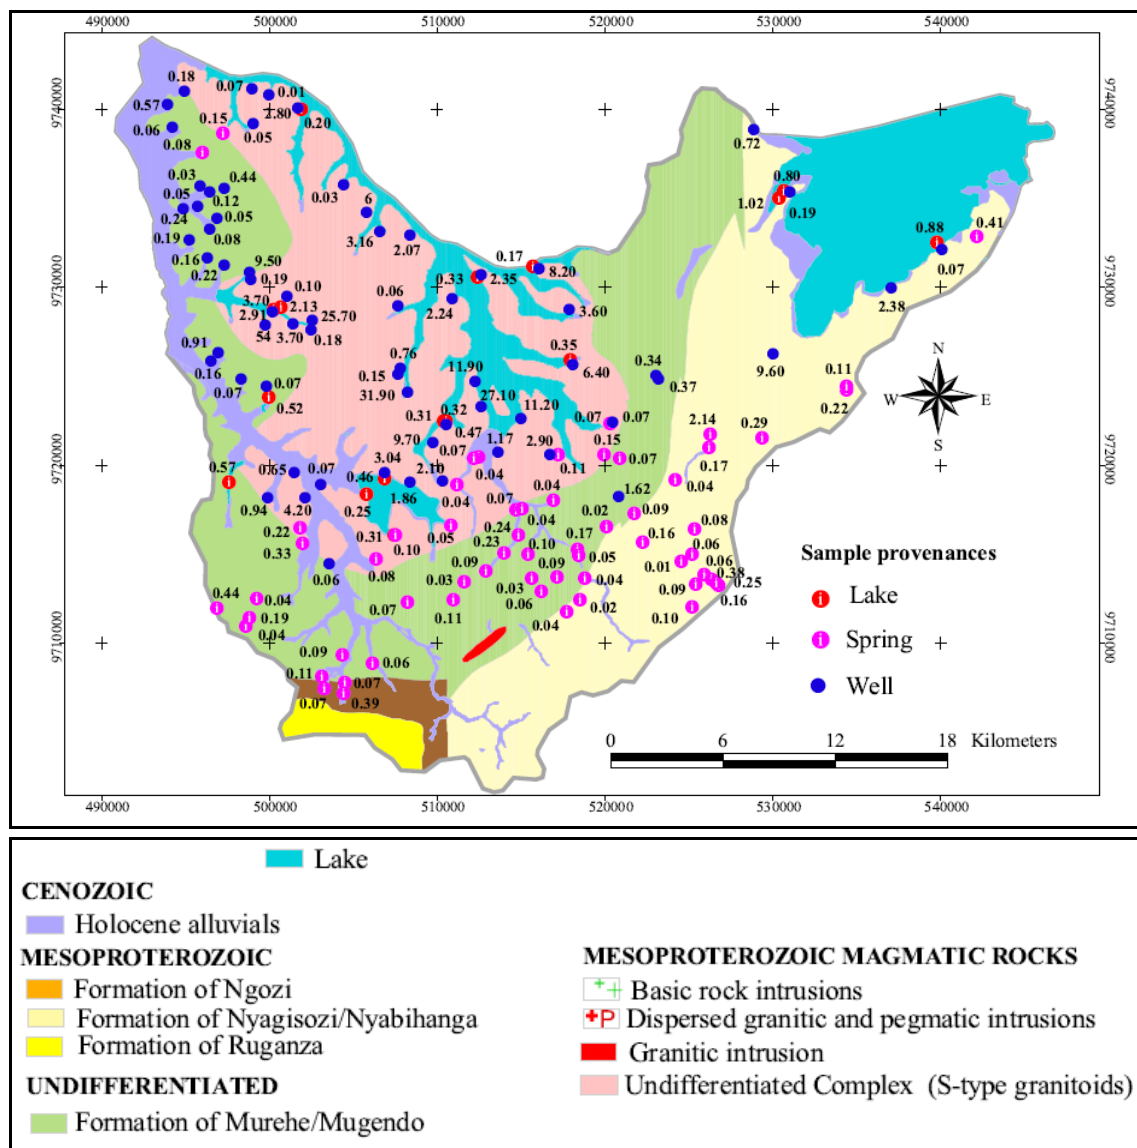 490000 500000 510000 520000 530000 540000
9740000 9740000
0.18 0.07 0.01
0.57 2.80 0.20
0.06 0.15 0.05 0.72
0.08
0.03 0.44 0.03 6 0.80
0.05 0.12 1.02 0.19 0.41
0.24 0.05 3.16 0.88
0.19 0.08 2.07
0.16 9.50 0.17 8.20 0.07
0.22 0.19 0.33 2.35
9730000 9730000
0.10 0.06 2.24 3.60 2.38
3.70 2.13
2.91 25.70
54 3.70 0.18
0.91 0.76 0.35 0.34 9.60
0.16 0.15 11.90 6.40 0.37 0.11
0.07 0.07 31.90 27.10 0.22
0.52 0.31 0.32 11.20 0.07 0.07 2.14 0.29
9.70 0.47 1.17 2.90 0.15
9720000 9720000
0.57 0.65 0.07 3.04 0.07 0.11 0.07 0.17
0.46 2.10 0.04 0.04
0.94 4.20 0.25 1.86 0.04 0.07 0.04 1.62
0.22 0.31 0.05 0.24 0.04 0.02 0.09 0.08
0.33 0.10 0.23 0.10 0.17 0.16 0.06
0.06 0.08 0.09 0.09 0.05 0.01 0.06 0.38
0.03 0.03 0.04 0.09 0.25
0.44 0.04 0.07 0.11 0.06 0.02 0.16
0.19 0.04 0.10
0.04
9710000 9710000
0.09 0.06
0.11 0.07
0.07 0.39
N
W E
S
Sample provenances
Lake
Spring
Well
0 6 12 18 Kilometers
490000 500000 510000 520000 530000 540000
Lake
CENOZOIC
Holocene alluvials
MESOPROTEROZOIC
Formation of Ngozi
Formation of Nyagisozi/Nyabihanga
Formation of Ruganza
UNDIFFERENTIATED
Formation of Murehe/Mugendo
MESOPROTEROZOIC MAGMATIC ROCKS
Basic rock intrusions
P Dispersed granitic and pegmatic intrusions
Granitic intrusion
Undifferentiated Complex (S-type granitoids)